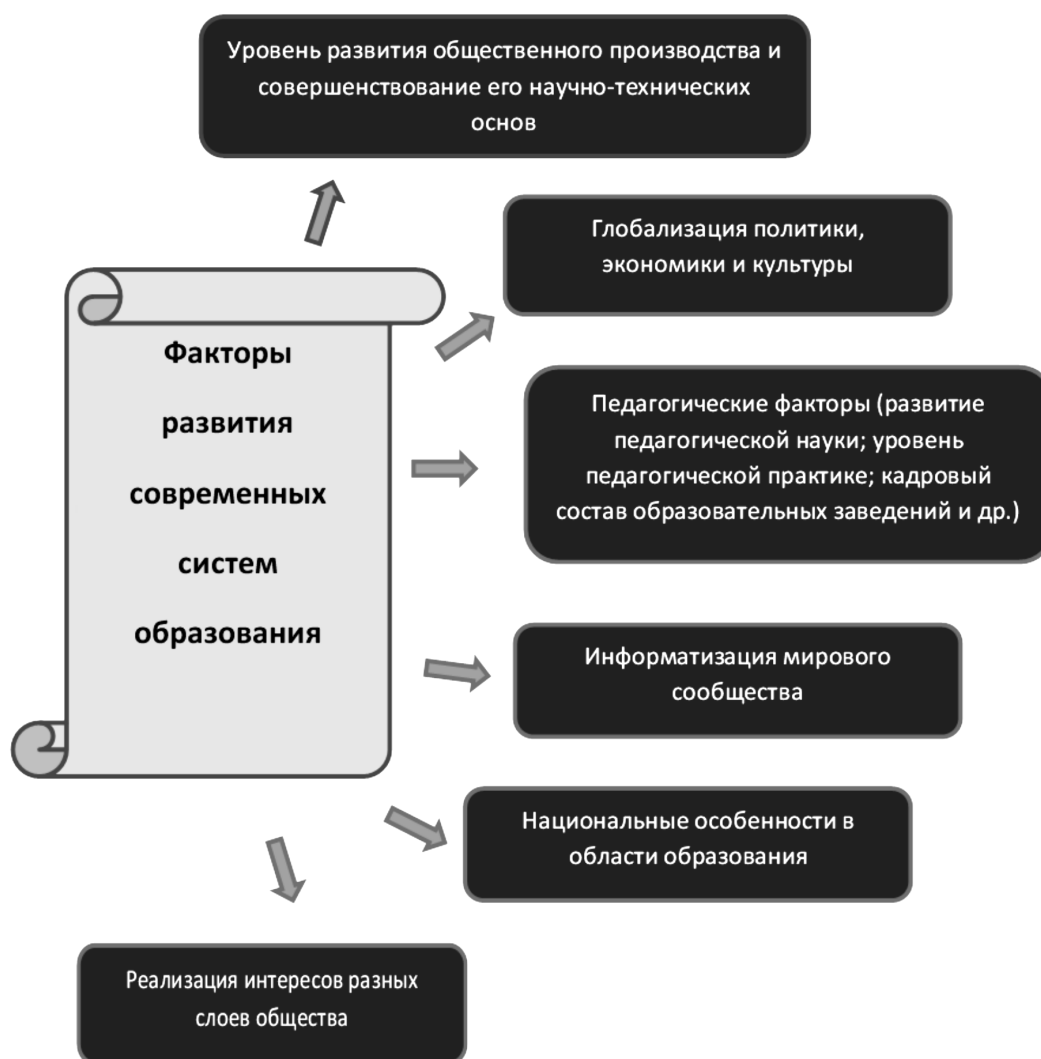 Уровень развития общественного производства и
совершенствование его научно-технических
основ
Глобализация политики,
экономики и культуры
Факторы
развития
современных
систем
образования
Педагогические факторы (развитие
педагогической науки; уровень
педагогической практике; кадровый
состав образовательных заведений и др.)
Информатизация мирового
сообщества
Национальные особенности в
области образования
Реализация интересов разных
слоев общества